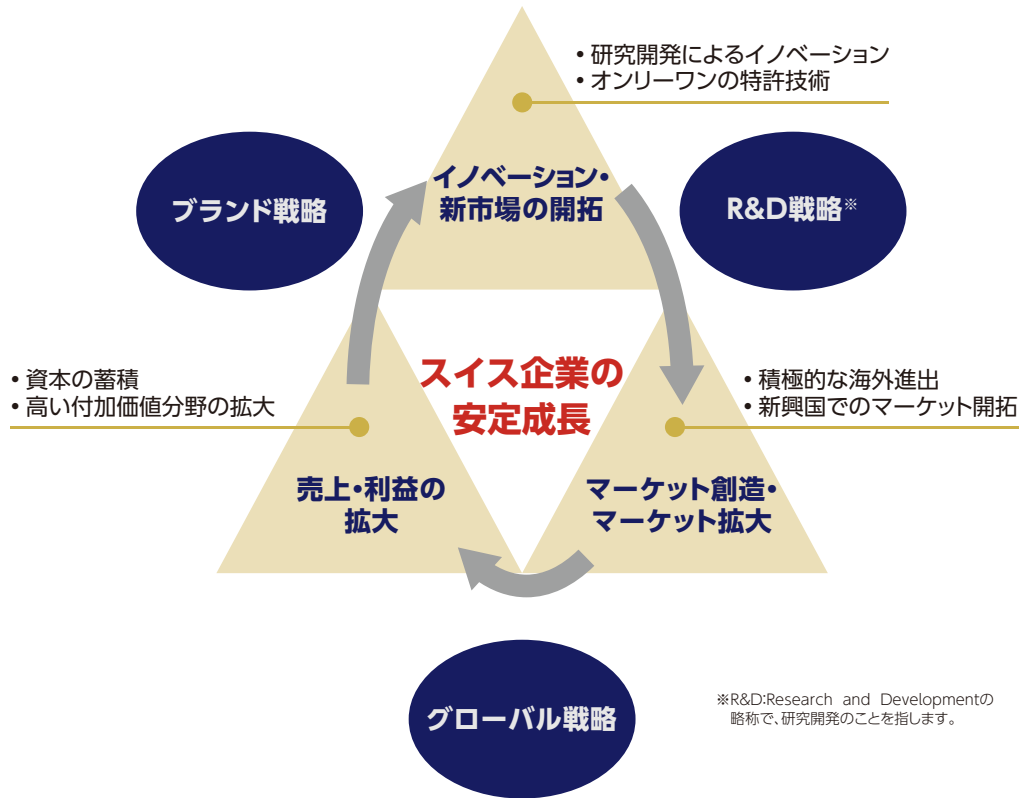 • 研究開発によるイノベーション
• オンリーワンの特許技術
イノベーション・
新市場の開拓
ブランド戦略
R&D戦略※
スイス企業の
安定成長
• 資本の蓄積
• 高い付加価値分野の拡大
• 積極的な海外進出
• 新興国でのマーケット開拓
売上・利益の
拡大
マーケット創造・
マーケット拡大
グローバル戦略
※R&D:Research and Developmentの
略称で、研究開発のことを指します。